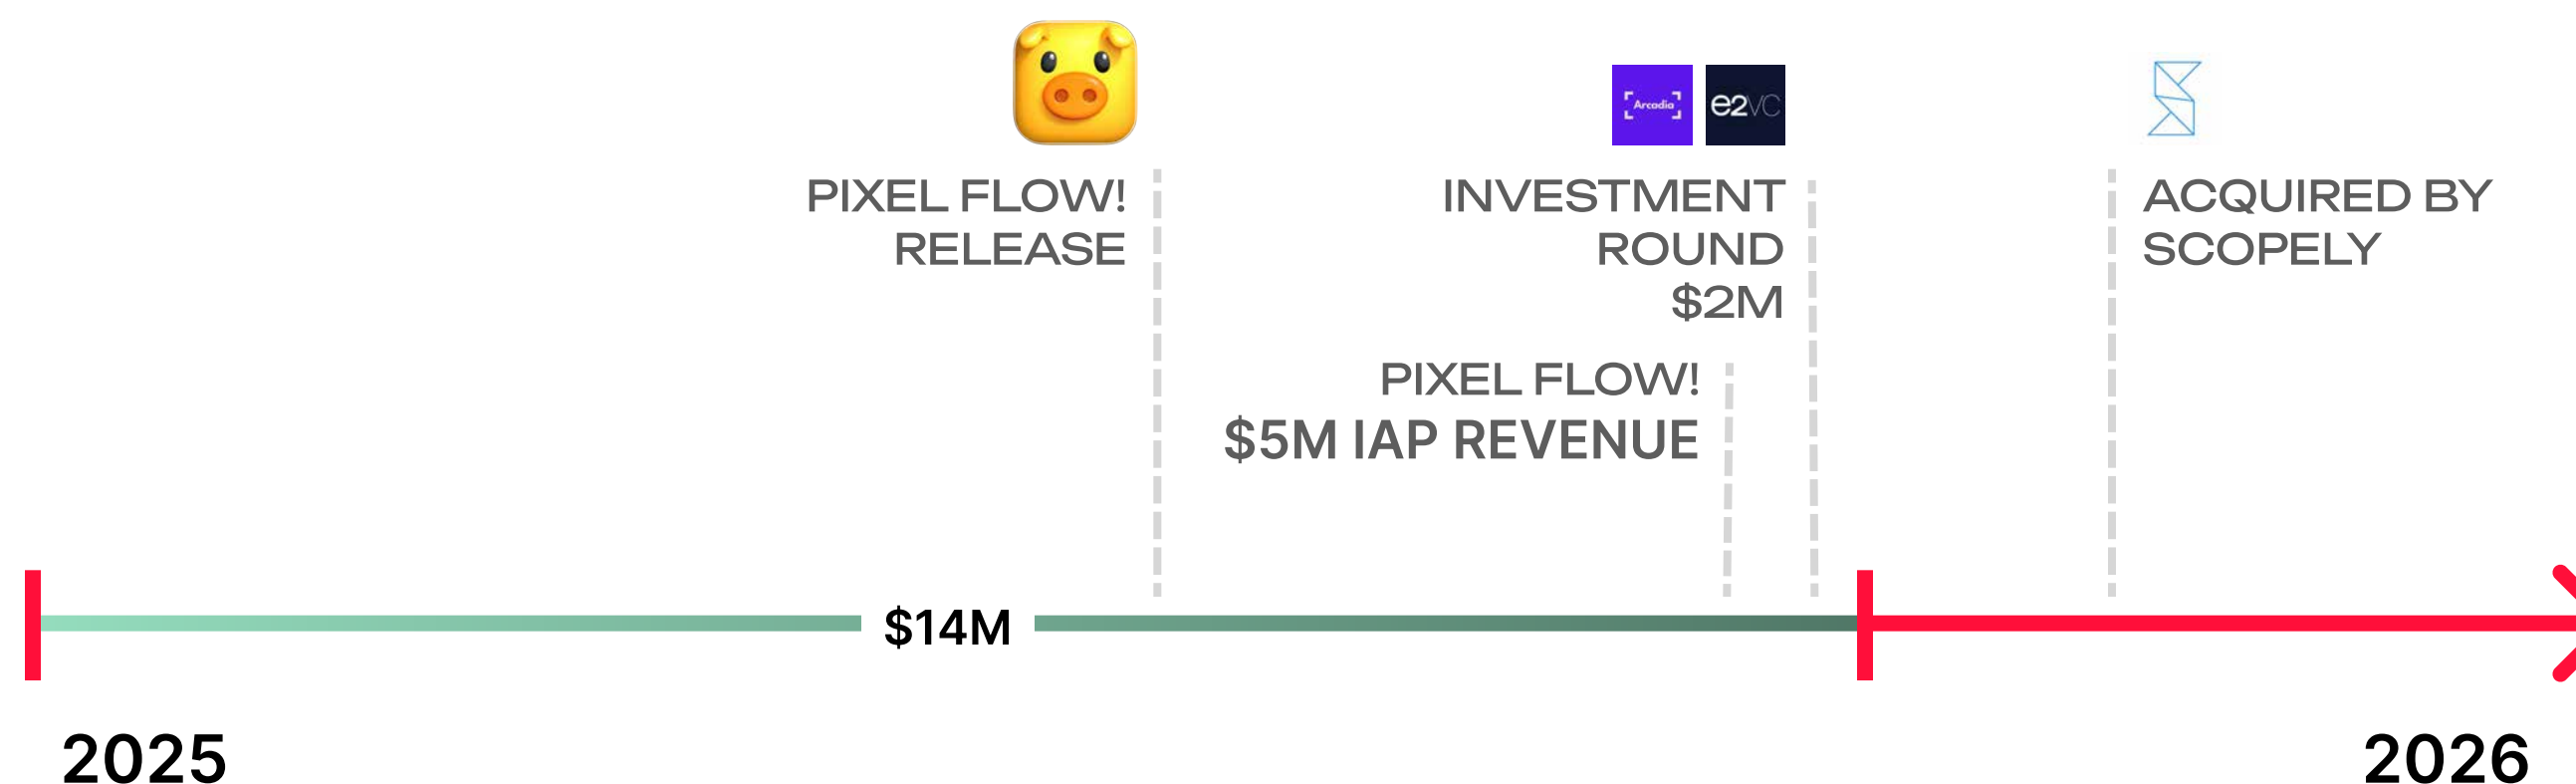 Arcadia
e2VC
PIXEL FLOW!
RELEASE
INVESTMENT
ROUND
$2M
ACQUIRED BY
SCOPELY
PIXEL FLOW!
$5M IAP REVENUE
$14M
2025
2026